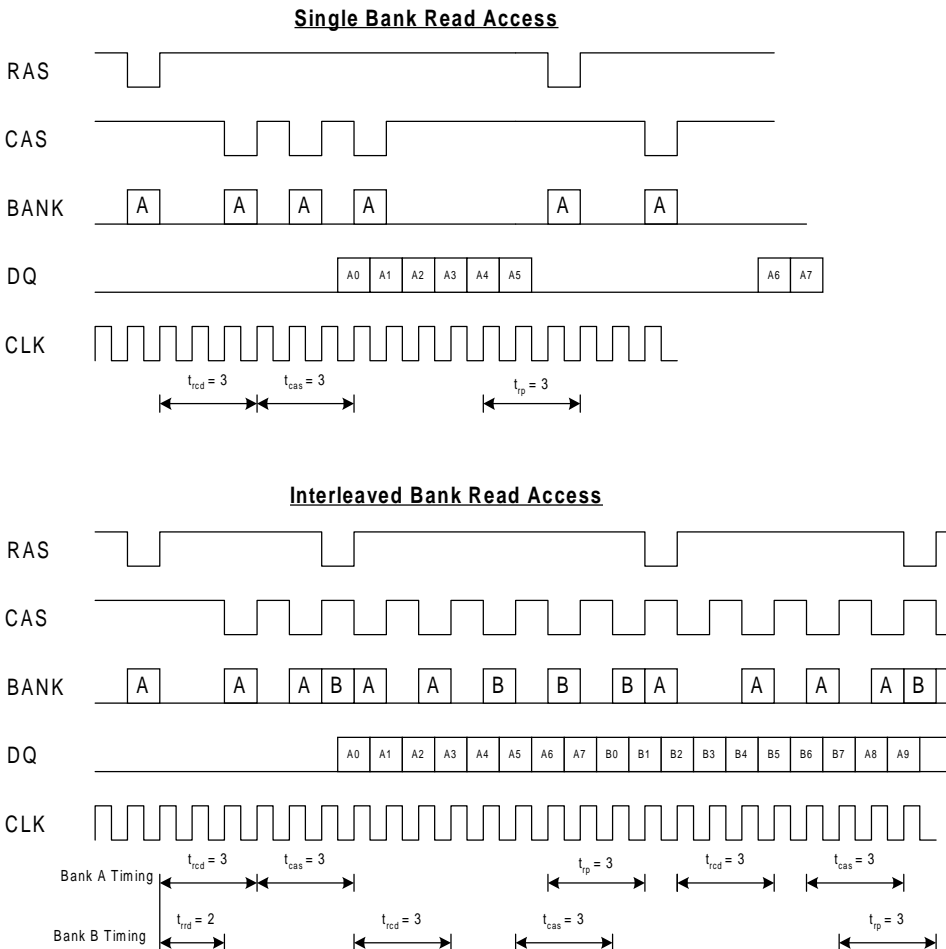 Single Bank Read Access
RAS
CAS
BANK A A A A A A
DQ A0 A1 A2 A3 A4 A5 A6 A7
CLK
trcd = 3 tcas = 3 trp = 3
Interleaved Bank Read Access
RAS
CAS
BANK A A A B A A B B B A A A A B
DQ A0 A1 A2 A3 A4 A5 A6 A7 B0 B1 B2 B3 B4 B5 B6 B7 A8 A9
CLK
Bank A Timing trcd = 3 tcas = 3 trp = 3 trcd = 3 tcas = 3
Bank B Timing trrd = 2 trcd = 3 tcas = 3 trp = 3